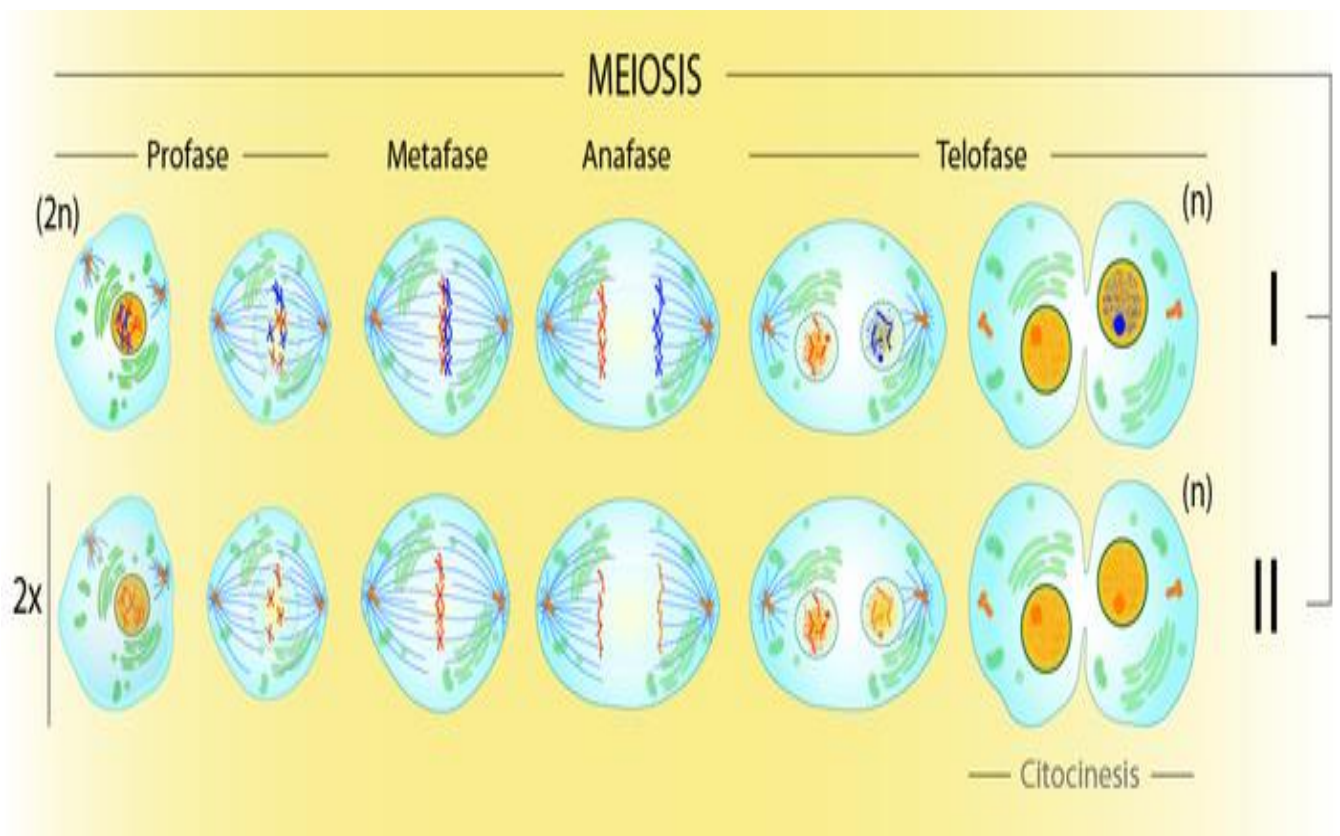 MEIOSIS
Profase Metafase Anafase Telofase
(2n) (n)
I
(n)
2x
II
Citocinesis